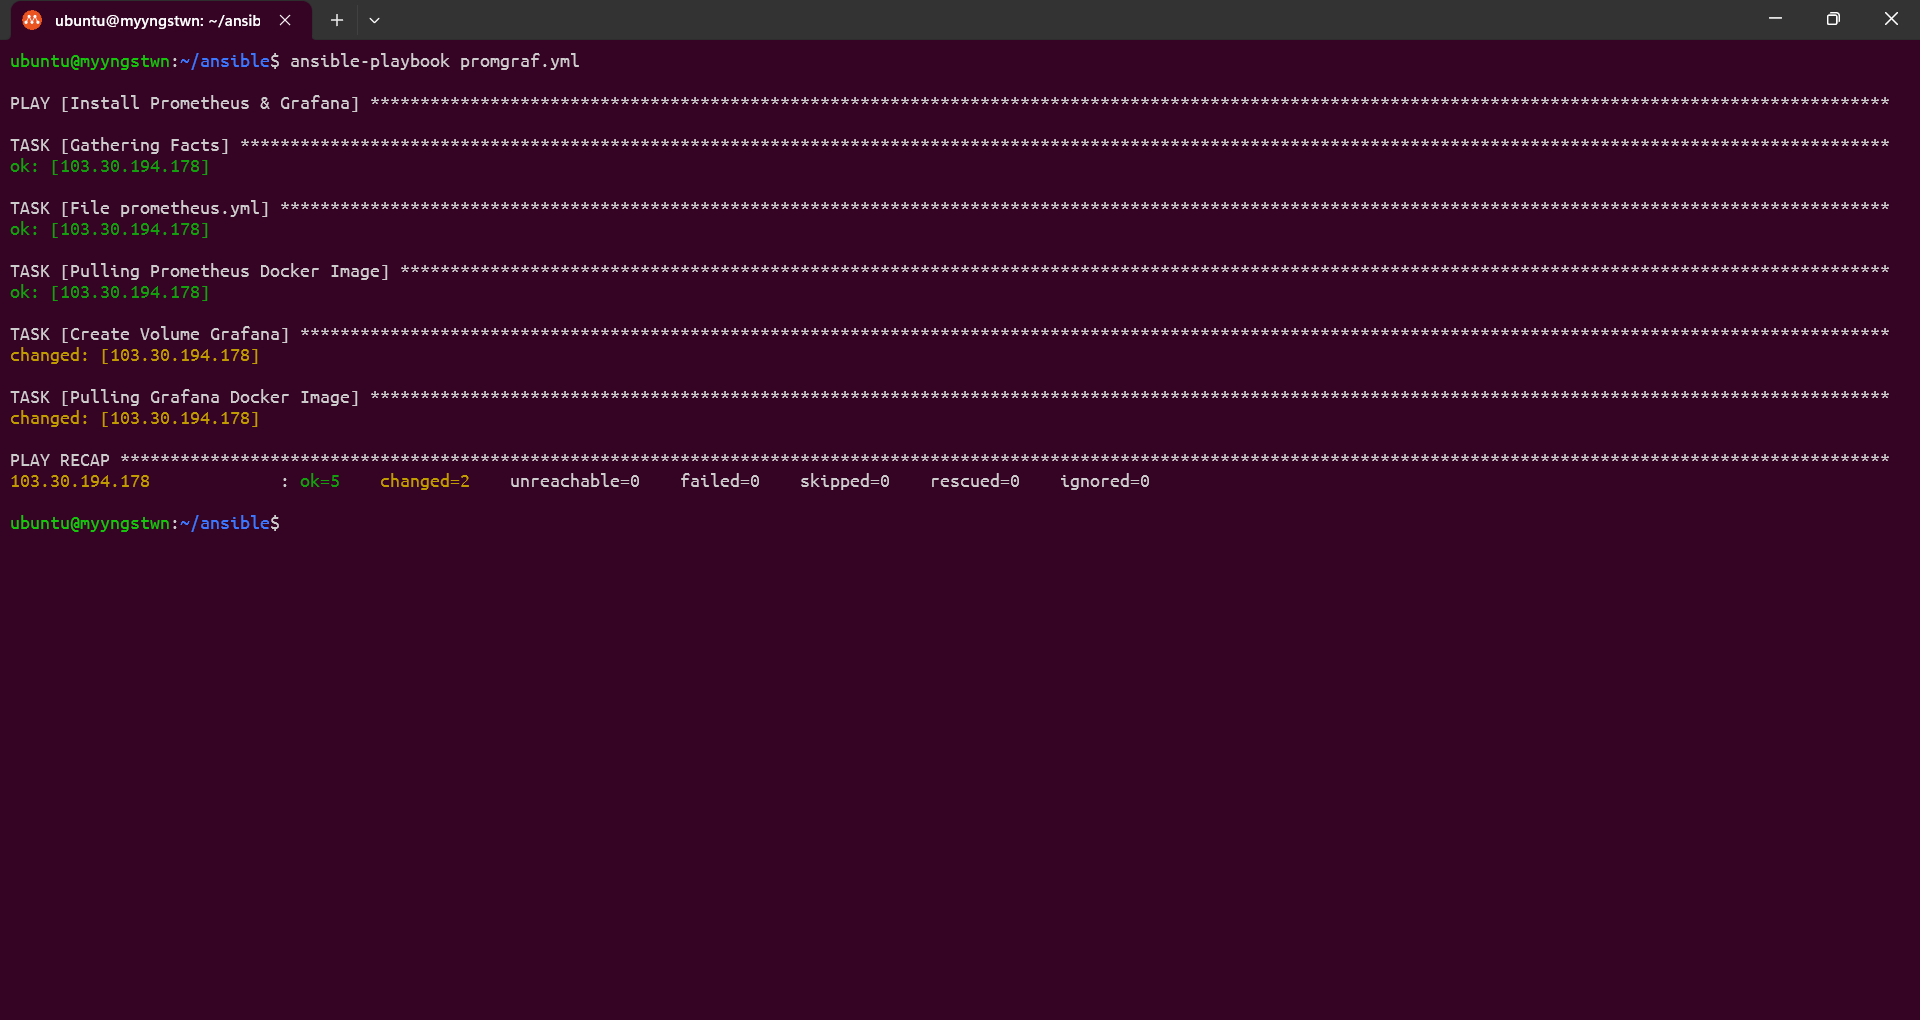 ubuntu@myyngstwn: ~/ansib
ubuntu@myyngstwn:~/ansible$ ansible-playbook promgraf.yml
PLAY [Install Prometheus & Grafana] ********************************************************************************************************************************************************
TASK [Gathering Facts] *********************************************************************************************************************************************************************
ok: [103.30.194.178]
TASK [File prometheus.yml] *****************************************************************************************************************************************************************
ok: [103.30.194.178]
TASK [Pulling Prometheus Docker Image] *****************************************************************************************************************************************************
ok: [103.30.194.178]
TASK [Create Volume Grafana] ***************************************************************************************************************************************************************
changed: [103.30.194.178]
TASK [Pulling Grafana Docker Image] ********************************************************************************************************************************************************
changed: [103.30.194.178]
PLAY RECAP *********************************************************************************************************************************************************************************
103.30.194.178             : ok=5    changed=2    unreachable=0    failed=0    skipped=0    rescued=0    ignored=0
ubuntu@myyngstwn:~/ansible$